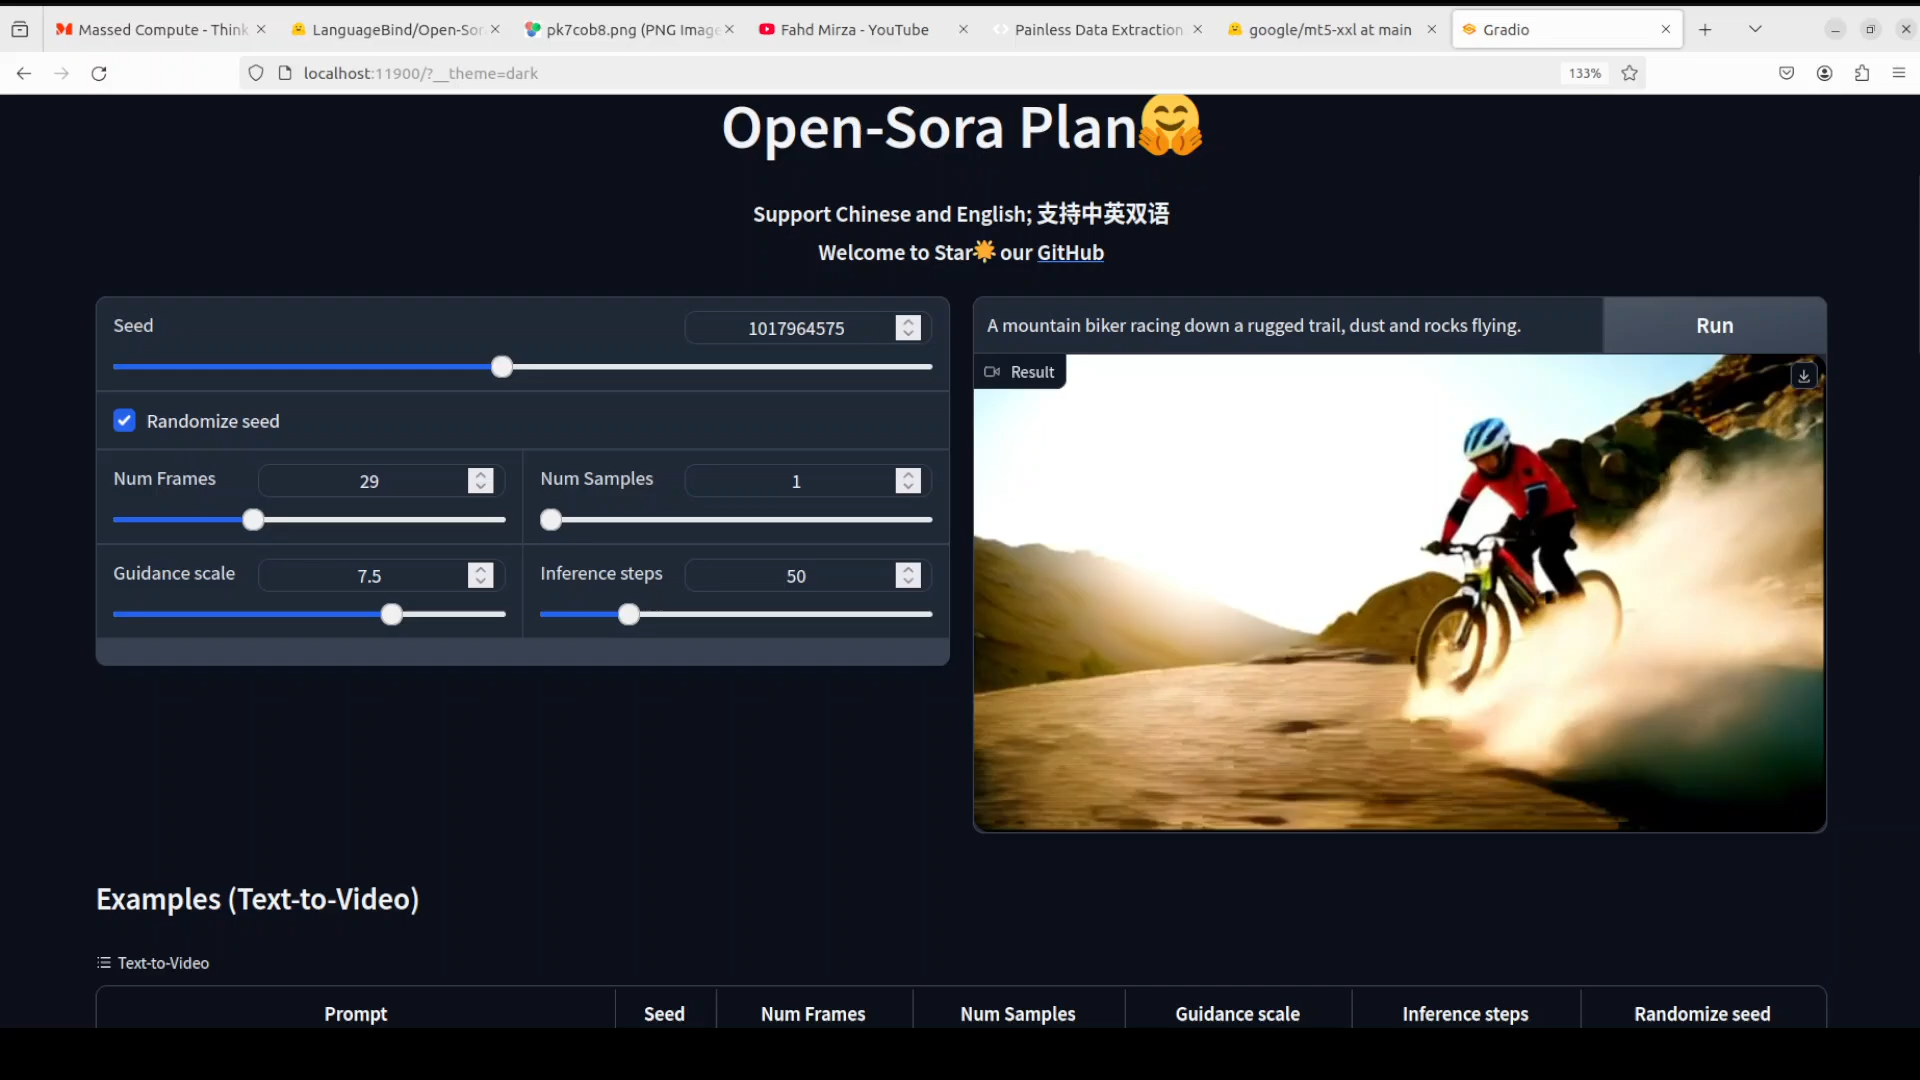 Massed Compute - Think
LanguageBind/Open-Sor
pk7cob8.png (PNG Image
Fahd Mirza - YouTube
Painless Data Extraction
google/mt5-xxl at main
Gradio
localhost:11900/?__theme=dark
133%
Open-Sora Plan🤗
Support Chinese and English; 支持中英双语
Welcome to Star🌟 our GitHub
Seed
1017964575
Randomize seed
Num Frames
29
Num Samples
1
Guidance scale
7.5
Inference steps
50
A mountain biker racing down a rugged trail, dust and rocks flying.
Run
Result
Examples (Text-to-Video)
Text-to-Video
Prompt
Seed
Num Frames
Num Samples
Guidance scale
Inference steps
Randomize seed